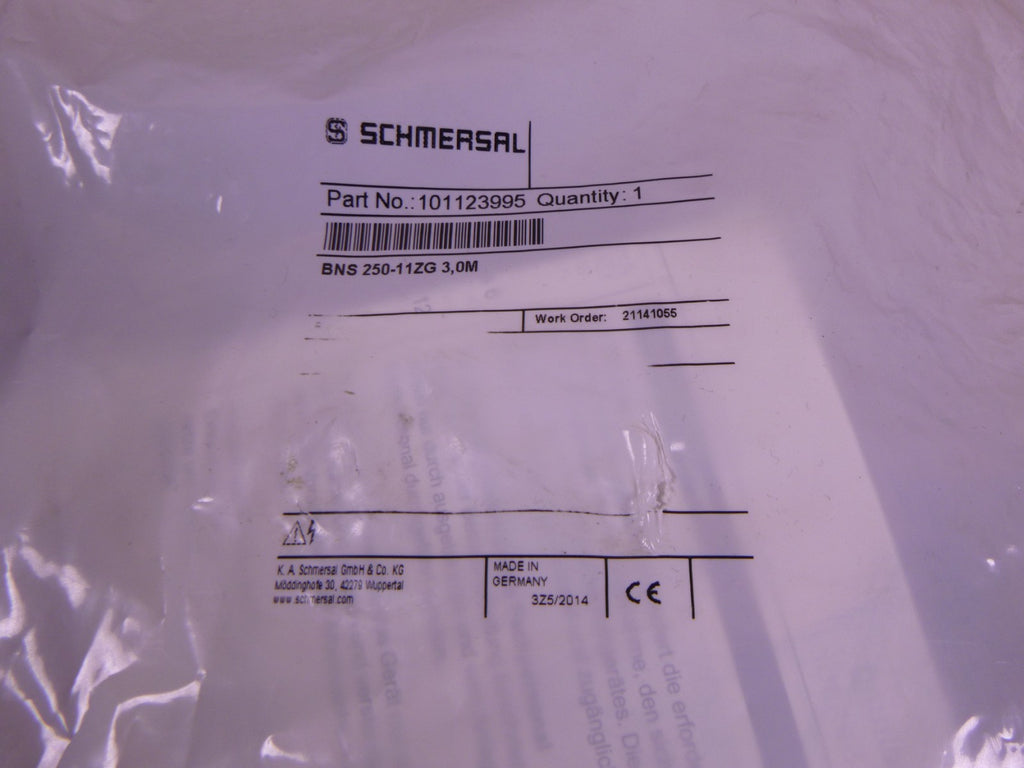 SCHMERSAL
Part No.:101123995 Quantity: 1
BNS 250-11ZG 3,0M
Work Order: 21141055
K. A. Schmersal GmbH & Co. KG
Möddinghofe 30, 42279 Wuppertal
www.schmersal.com
MADE IN
GERMANY
3Z5/2014
CE